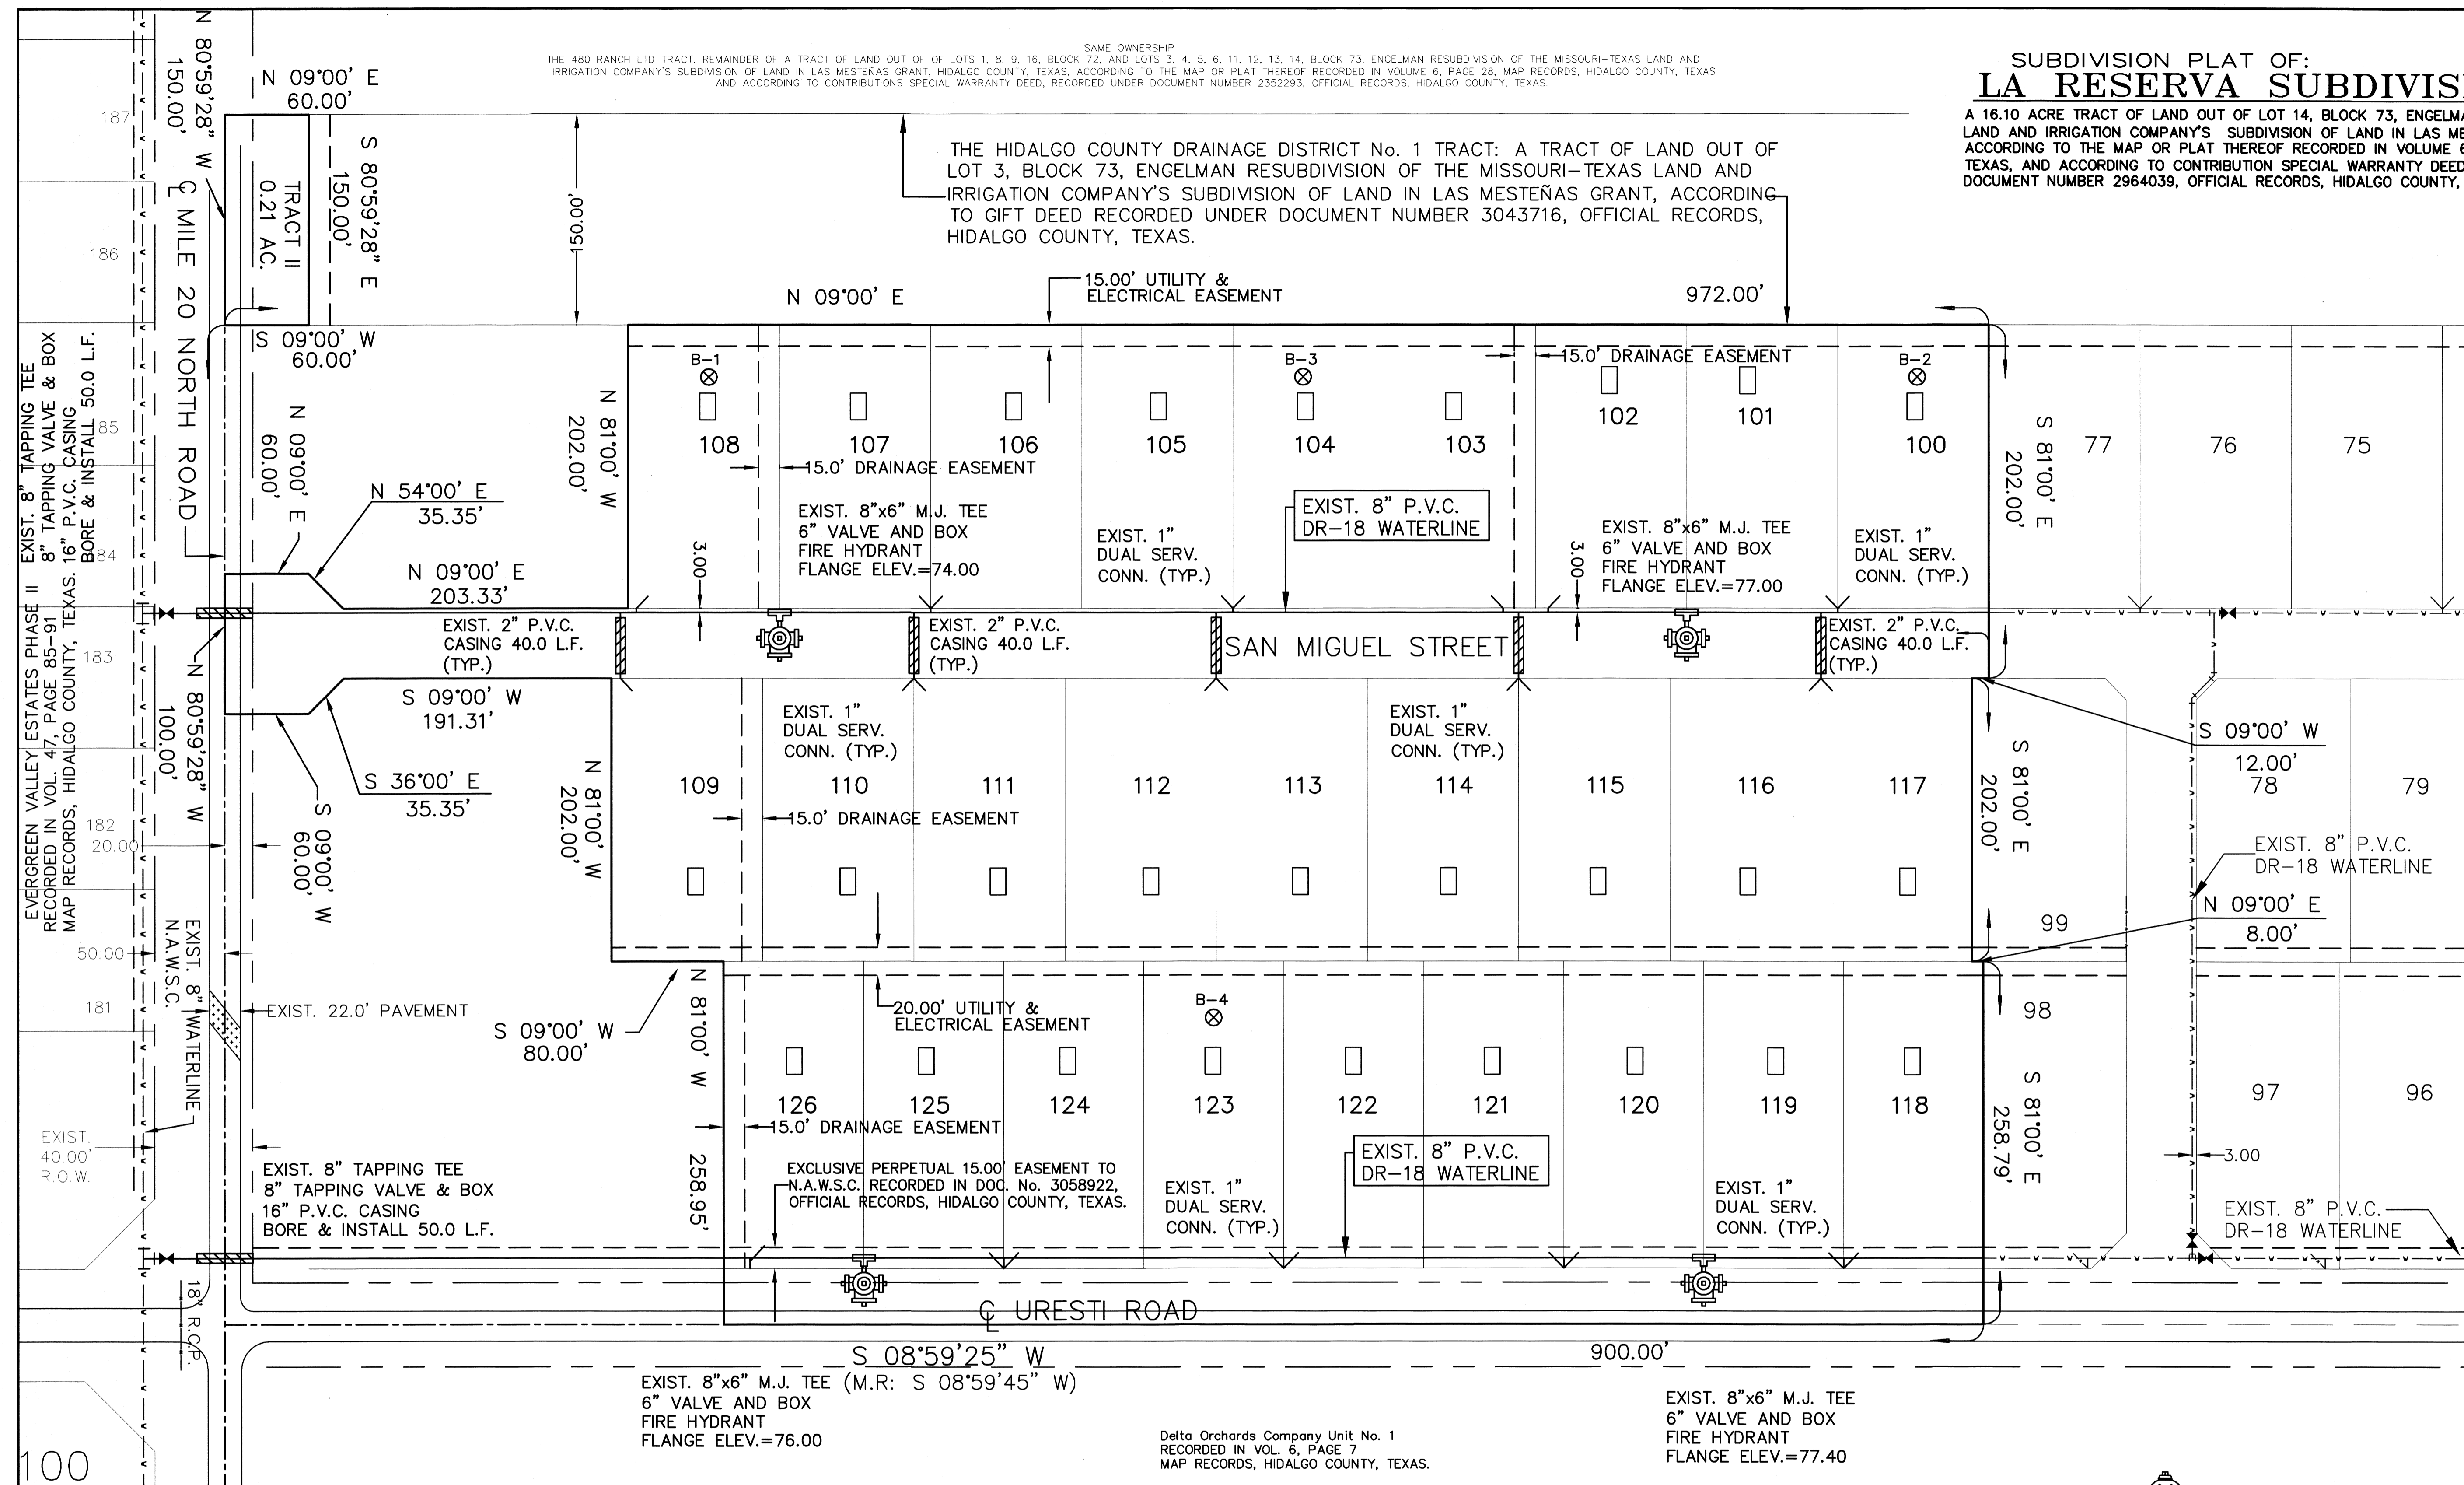 SAME OWNERSHIP
THE 480 RANCH LTD TRACT. REMAINDER OF A TRACT OF LAND OUT OF OF LOTS 1, 8, 9, 16, BLOCK 72, AND LOTS 3, 4, 5, 6, 11, 12, 13, 14, BLOCK 73, ENGELMAN RESUBDIVISION OF THE MISSOURI-TEXAS LAND AND
IRRIGATION COMPANY'S SUBDIVISION OF LAND IN LAS MESTEÑAS GRANT, HIDALGO COUNTY, TEXAS, ACCORDING TO THE MAP OR PLAT THEREOF RECORDED IN VOLUME 6, PAGE 28, MAP RECORDS, HIDALGO COUNTY, TEXAS
AND ACCORDING TO CONTRIBUTIONS SPECIAL WARRANTY DEED, RECORDED UNDER DOCUMENT NUMBER 2352293, OFFICIAL RECORDS, HIDALGO COUNTY, TEXAS.
SUBDIVISION PLAT OF:
LA RESERVA SUBDIVIS
A 16.10 ACRE TRACT OF LAND OUT OF LOT 14, BLOCK 73, ENGELMA
LAND AND IRRIGATION COMPANY'S SUBDIVISION OF LAND IN LAS ME
ACCORDING TO THE MAP OR PLAT THEREOF RECORDED IN VOLUME 6
TEXAS, AND ACCORDING TO CONTRIBUTION SPECIAL WARRANTY DEED
DOCUMENT NUMBER 2964039, OFFICIAL RECORDS, HIDALGO COUNTY,
THE HIDALGO COUNTY DRAINAGE DISTRICT No. 1 TRACT: A TRACT OF LAND OUT OF
LOT 3, BLOCK 73, ENGELMAN RESUBDIVISION OF THE MISSOURI-TEXAS LAND AND
IRRIGATION COMPANY'S SUBDIVISION OF LAND IN LAS MESTEÑAS GRANT, ACCORDING
TO GIFT DEED RECORDED UNDER DOCUMENT NUMBER 3043716, OFFICIAL RECORDS,
HIDALGO COUNTY, TEXAS.
N 80°59'28" W
150.00'
N 09°00' E
60.00'
S 80°59'28" E
150.00'
TRACT II
0.21 AC.
150.00'
S 09°00' W
60.00'
187
186
185
184
183
182
181
℄ MILE 20 NORTH ROAD
EVERGREEN VALLEY ESTATES PHASE II
RECORDED IN VOL. 47, PAGE 85-91
MAP RECORDS, HIDALGO COUNTY, TEXAS.
EXIST. 8" TAPPING TEE
8" TAPPING VALVE & BOX
16" P.V.C. CASING
BORE & INSTALL 50.0 L.F.
N 09°00' E
972.00'
15.00' UTILITY &
ELECTRICAL EASEMENT
B-1
B-3
15.0' DRAINAGE EASEMENT
B-2
108
107
106
105
104
103
102
101
100
77
76
75
15.0' DRAINAGE EASEMENT
N 81°00' W
202.00'
S 81°00' E
202.00'
N 09°00' E
60.00'
N 54°00' E
35.35'
N 09°00' E
203.33'
EXIST. 8"x6" M.J. TEE
6" VALVE AND BOX
FIRE HYDRANT
FLANGE ELEV.=74.00
EXIST. 1"
DUAL SERV.
CONN. (TYP.)
EXIST. 8" P.V.C.
DR-18 WATERLINE
EXIST. 8"x6" M.J. TEE
6" VALVE AND BOX
FIRE HYDRANT
FLANGE ELEV.=77.00
EXIST. 1"
DUAL SERV.
CONN. (TYP.)
3.00
3.00
EXIST. 2" P.V.C.
CASING 40.0 L.F.
(TYP.)
EXIST. 2" P.V.C.
CASING 40.0 L.F.
(TYP.)
SAN MIGUEL STREET
EXIST. 2" P.V.C.
CASING 40.0 L.F.
(TYP.)
N 80°59'28" W
100.00'
S 09°00' W
191.31'
S 36°00' E
35.35'
S 09°00' W
60.00'
20.00
50.00
EXIST. 1"
DUAL SERV.
CONN. (TYP.)
EXIST. 1"
DUAL SERV.
CONN. (TYP.)
109
110
111
112
113
114
115
116
117
78
79
99
N 81°00' W
202.00'
15.0' DRAINAGE EASEMENT
S 81°00' E
202.00'
S 09°00' W
12.00'
EXIST. 8" P.V.C.
DR-18 WATERLINE
N 09°00' E
8.00'
EXIST. 8" WATERLINE
N.A.W.S.C.
EXIST. 22.0' PAVEMENT
S 09°00' W
80.00'
N 81°00' W
258.95'
20.00' UTILITY &
ELECTRICAL EASEMENT
B-4
126
125
124
123
122
121
120
119
118
98
97
96
S 81°00' E
258.79'
15.0' DRAINAGE EASEMENT
EXIST.
40.00'
R.O.W.
EXIST. 8" TAPPING TEE
8" TAPPING VALVE & BOX
16" P.V.C. CASING
BORE & INSTALL 50.0 L.F.
EXCLUSIVE PERPETUAL 15.00' EASEMENT TO
N.A.W.S.C. RECORDED IN DOC. No. 3058922,
OFFICIAL RECORDS, HIDALGO COUNTY, TEXAS.
EXIST. 1"
DUAL SERV.
CONN. (TYP.)
EXIST. 8" P.V.C.
DR-18 WATERLINE
EXIST. 1"
DUAL SERV.
CONN. (TYP.)
3.00
EXIST. 8" P.V.C.
DR-18 WATERLINE
18" R.C.P.
℄ URESTI ROAD
S 08°59'25" W
900.00'
(M.R: S 08°59'45" W)
EXIST. 8"x6" M.J. TEE
6" VALVE AND BOX
FIRE HYDRANT
FLANGE ELEV.=76.00
EXIST. 8"x6" M.J. TEE
6" VALVE AND BOX
FIRE HYDRANT
FLANGE ELEV.=77.40
Delta Orchards Company Unit No. 1
RECORDED IN VOL. 6, PAGE 7
MAP RECORDS, HIDALGO COUNTY, TEXAS.
100